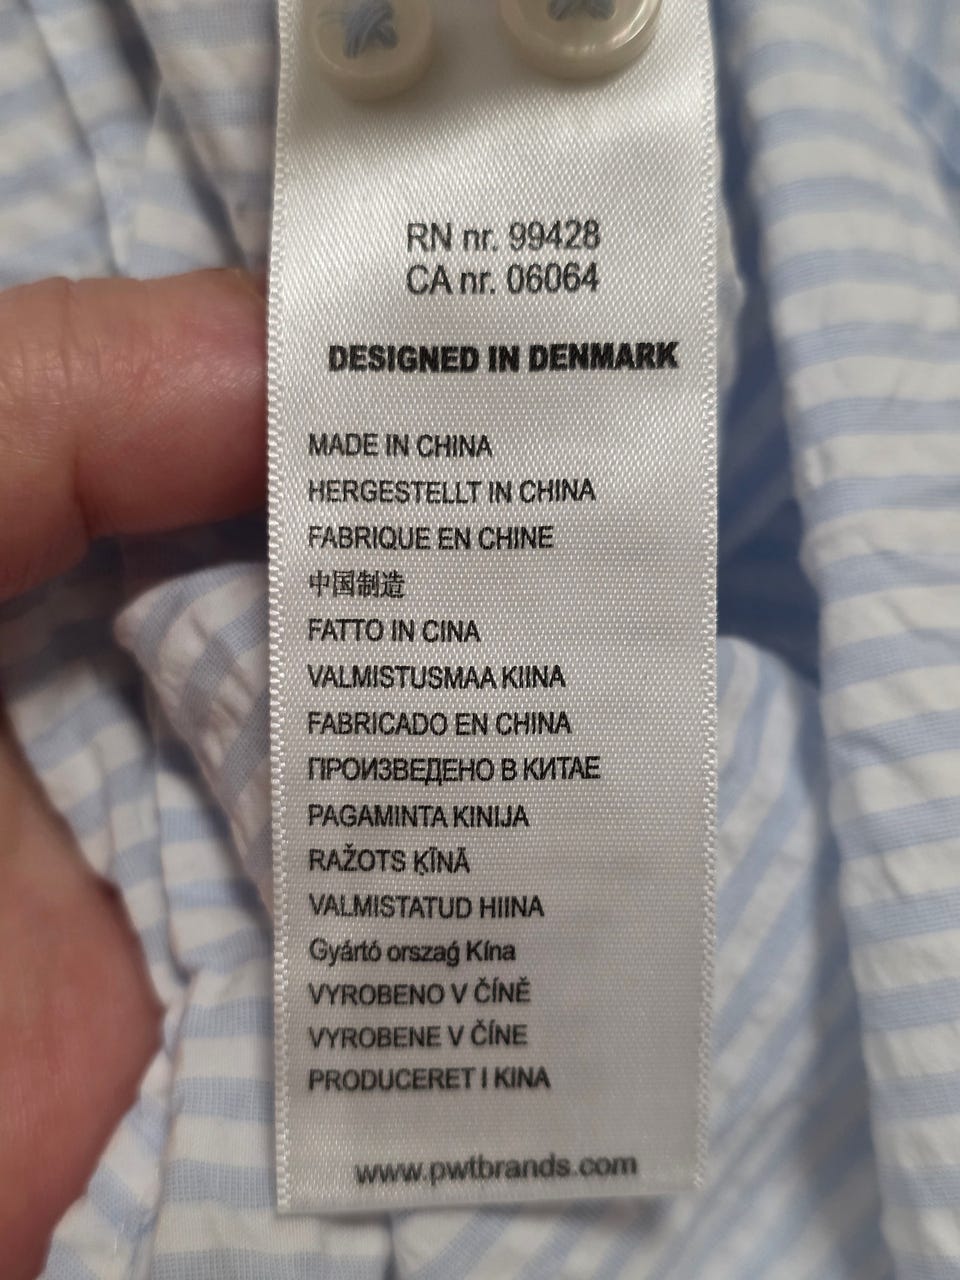 RN nr. 99428
CA nr. 06064
DESIGNED IN DENMARK
MADE IN CHINA
HERGESTELLT IN CHINA
FABRIQUE EN CHINE
中国制造
FATTO IN CINA
VALMISTUSMAA KIINA
FABRICADO EN CHINA
ПРОИЗВЕДЕНО В КИТАЕ
PAGAMINTA KINIJA
RAŽOTS ĶĪNĀ
VALMISTATUD HIINA
Gyártó orszaǵ Kína
VYROBENO V ČÍNĚ
VYROBENE V ČÍNE
PRODUCERET I KINA
www.pwtbrands.com